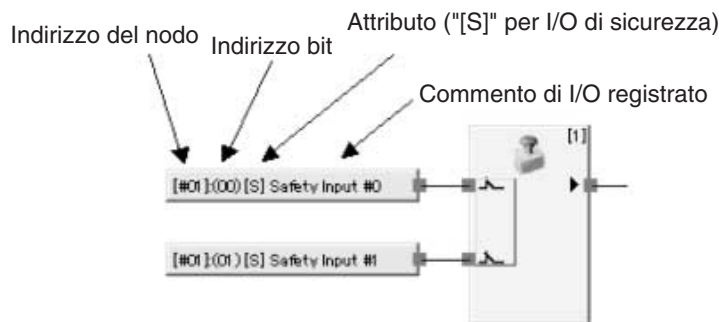 Attributo ("[S]" per I/O di sicurezza)
Indirizzo del nodo
Indirizzo bit
Commento di I/O registrato
[1]
[#01]:(00) [S] Safety Input #0
[#01]:(01) [S] Safety Input #1